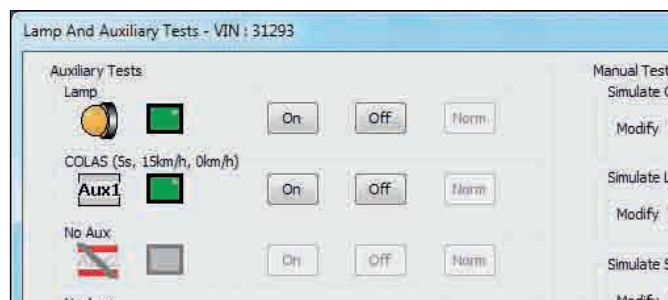 Lamp And Auxiliary Tests - VIN : 31293
Auxiliary Tests
Manual Test
Lamp
Simulate
On Off Norm
Modify
COLAS (5s, 15km/h, 0km/h)
Simulate L
Aux1 On Off Norm
Modify
No Aux
On Off Norm
Simulate S